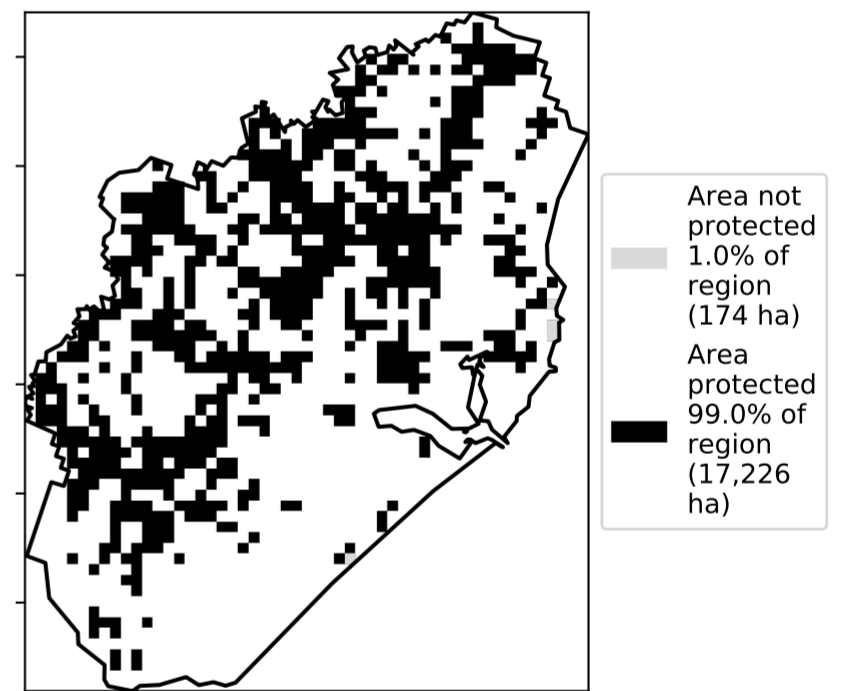 Area not
protected
1.0% of
region
(174 ha)
Area
protected
99.0% of
region
(17,226
ha)